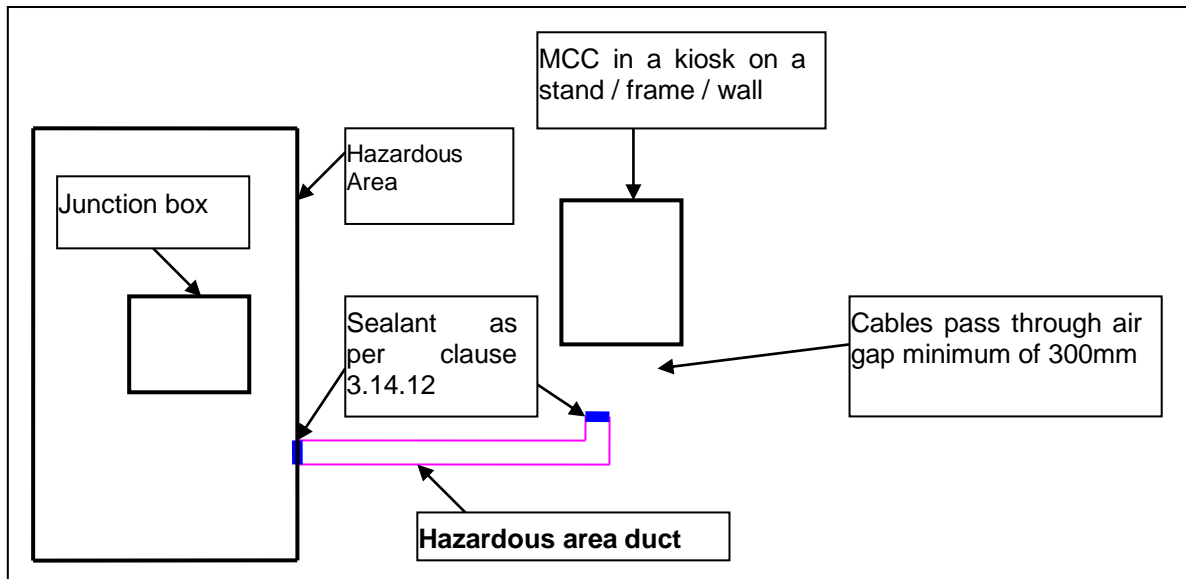 MCC in a kiosk on a
stand / frame / wall
Hazardous
Area
Junction box
Sealant as
per clause
3.14.12
Cables pass through air
gap minimum of 300mm
Hazardous area duct